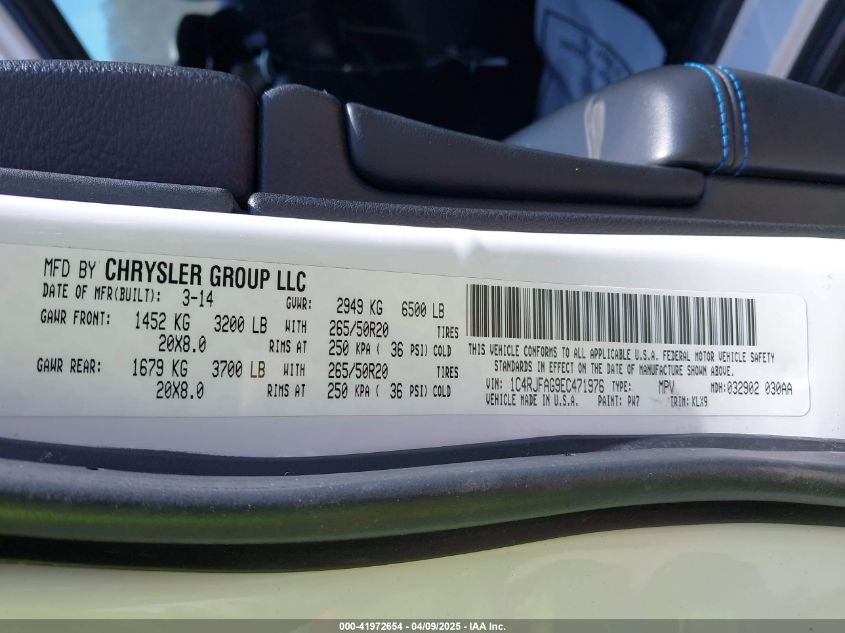 MFD BY CHRYSLER GROUP LLC
DATE OF MFR(BUILT): 3-14 GVWR: 2949 KG 6500 LB
GAWR FRONT: 1452 KG 3200 LB WITH 265/50R20 TIRES
20X8.0 RIMS AT 250 KPA ( 36 PSI) COLD
GAWR REAR: 1679 KG 3700 LB WITH 265/50R20 TIRES
20X8.0 RIMS AT 250 KPA ( 36 PSI) COLD
THIS VEHICLE CONFORMS TO ALL APPLICABLE U.S.A. FEDERAL MOTOR VEHICLE SAFETY
STANDARDS IN EFFECT ON THE DATE OF MANUFACTURE SHOWN ABOVE.
VIN: 1C4RJFAG9EC471976 TYPE: MPV MDH: 032902 030AA
VEHICLE MADE IN U.S.A. PAINT: PW7 TRIM: KLX9
000-41972654 | 04/09/2025 - IAA Inc.